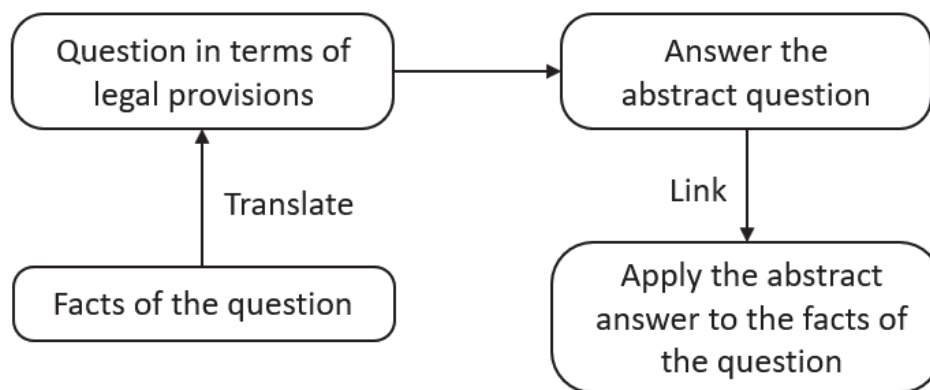 Question in terms of
legal provisions
Answer the
abstract question
Translate
Link
Facts of the question
Apply the abstract
answer to the facts of
the question